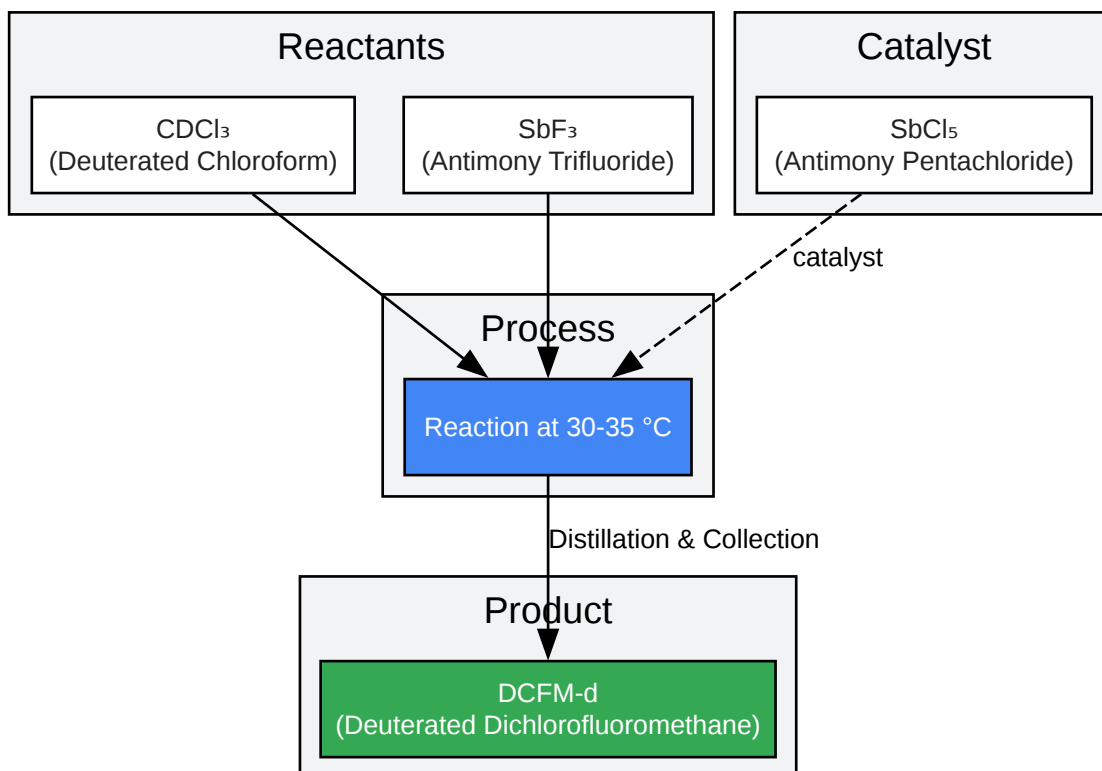 Reactants
Catalyst
CDCl₃
(Deuterated Chloroform)
SbF₃
(Antimony Trifluoride)
SbCl₅
(Antimony Pentachloride)
catalyst
Process
Reaction at 30-35 °C
Distillation & Collection
Product
DCFM-d
(Deuterated Dichlorofluoromethane)